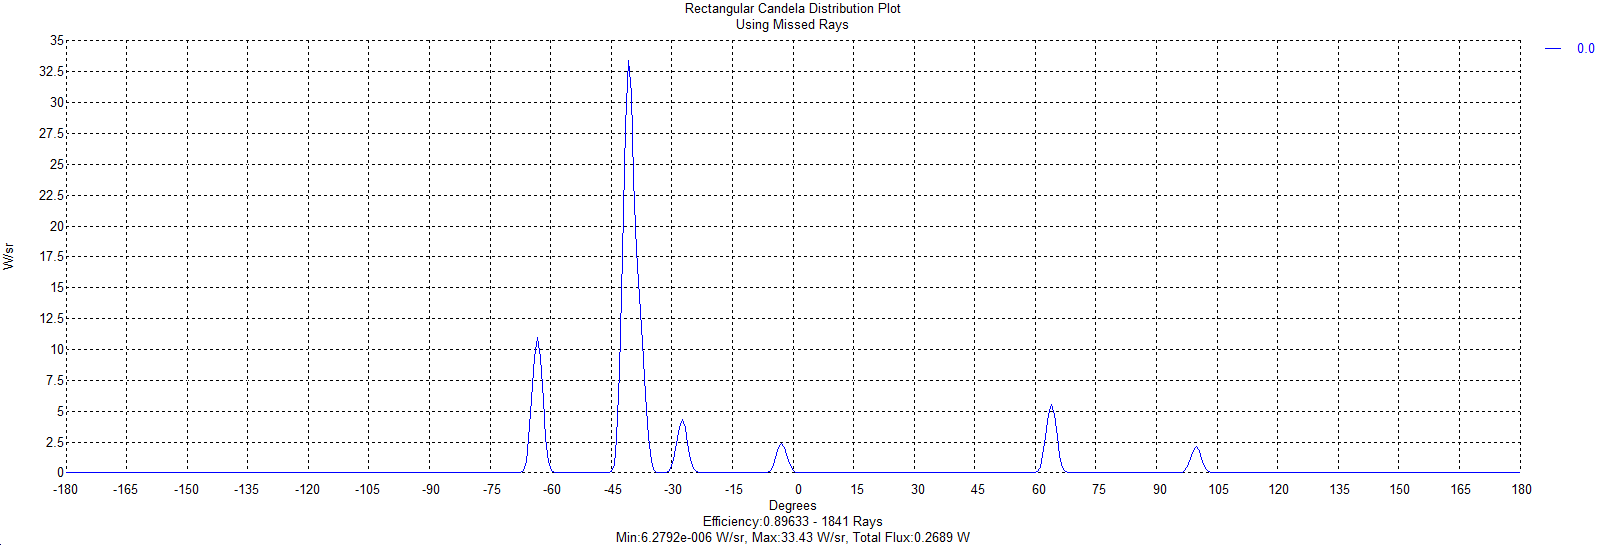 Rectangular Candela Distribution Plot
Using Missed Rays
35
32.5
30
27.5
25
22.5
20
17.5
15
12.5
10
7.5
5
2.5
0
W/sr
0.0
-180 -165 -150 -135 -120 -105 -90 -75 -60 -45 -30 -15 0 15 30 45 60 75 90 105 120 135 150 165 180
Degrees
Efficiency:0.89633 - 1841 Rays
Min:6.2792e-006 W/sr, Max:33.43 W/sr, Total Flux:0.2689 W